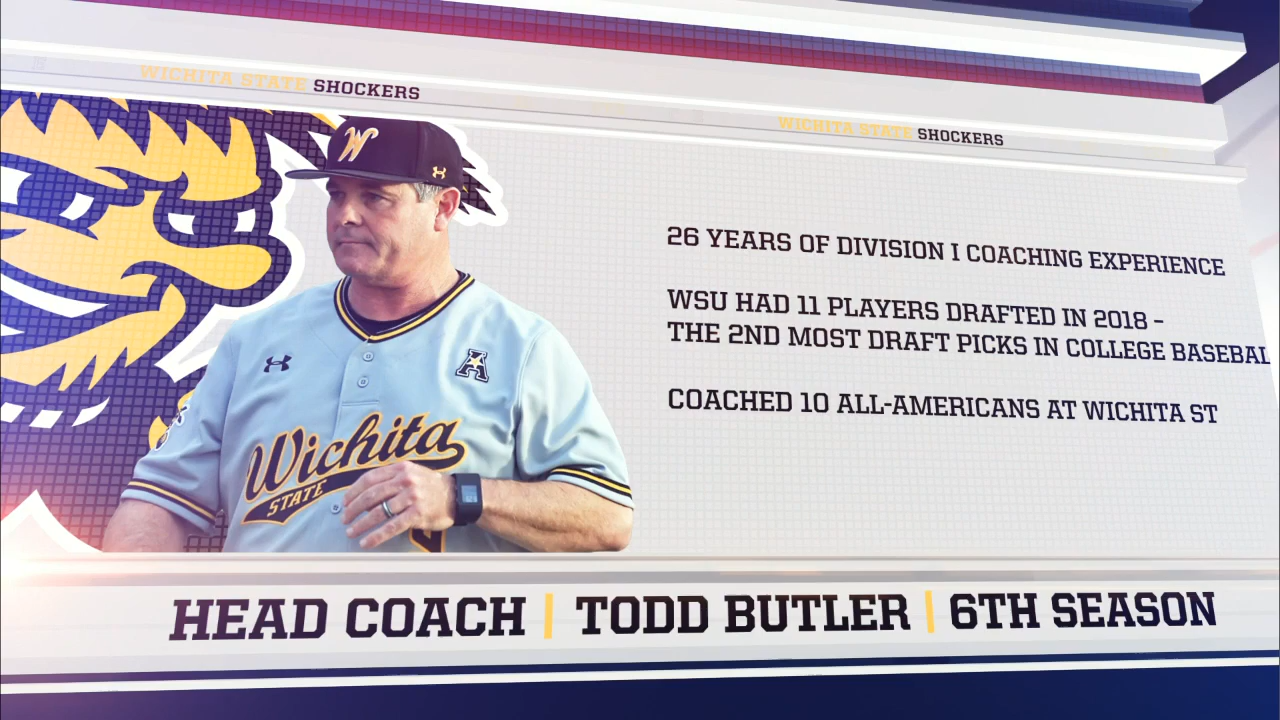 WICHITA STATE SHOCKERS
WICHITA STATE SHOCKERS
W
26 YEARS OF DIVISION I COACHING EXPERIENCE
WSU HAD 11 PLAYERS DRAFTED IN 2018 –
THE 2ND MOST DRAFT PICKS IN COLLEGE BASEBAL
COACHED 10 ALL-AMERICANS AT WICHITA ST
A
Wichita
STATE
HEAD COACH | TODD BUTLER | 6TH SEASON